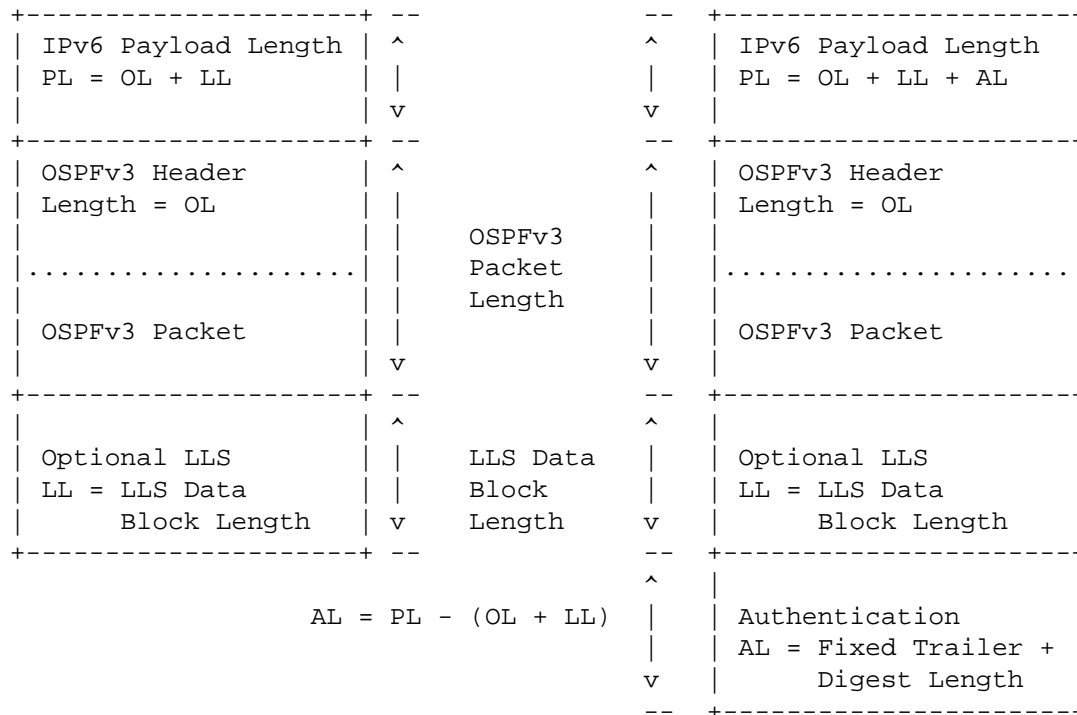 +---------------------+ --              --  +----------------------
| IPv6 Payload Length | ^               ^   | IPv6 Payload Length
| PL = OL + LL        | |               |   | PL = OL + LL + AL
|                     | v               v   |
+---------------------+ --              --  +----------------------
| OSPFv3 Header       | ^               ^   | OSPFv3 Header
| Length = OL         | |               |   | Length = OL
|                     | |    OSPFv3     |   |
|.....................| |    Packet     |   |......................
|                     | |    Length     |   |
| OSPFv3 Packet       | |               |   | OSPFv3 Packet
|                     | v               v   |
+---------------------+ --              --  +----------------------
|                     | ^               ^   |
| Optional LLS        | |    LLS Data   |   | Optional LLS
| LL = LLS Data       | |    Block      |   | LL = LLS Data
|      Block Length   | v    Length     v   |      Block Length
+---------------------+ --              --  +----------------------
                                        ^   |
                   AL = PL - (OL + LL)  |   | Authentication
                                        |   | AL = Fixed Trailer +
                                        v   |      Digest Length
                                        --  +----------------------